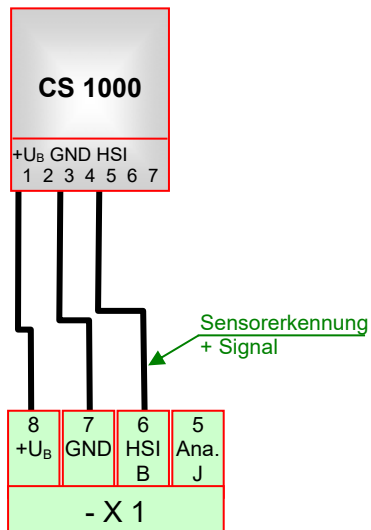 CS 1000
+UB GND HSI
1 2 3 4 5 6 7
Sensorerkennung
+ Signal
8 7 6 5
+UB GND HSI Ana.
B J
- X 1